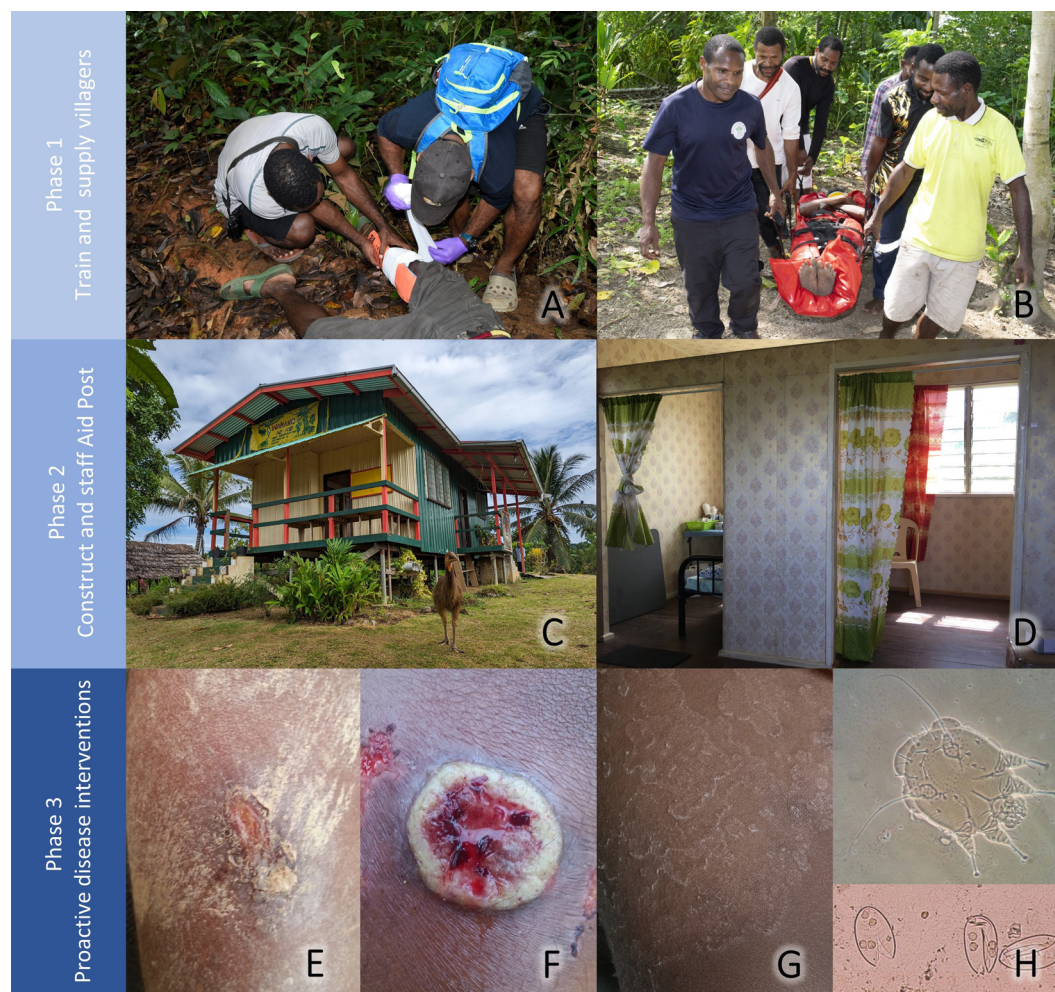 Phase 1
Train and supply villagers
A
B
Phase 2
Construct and staff Aid Post
C
D
Phase 3
Proactive disease interventions
E
F
G
H